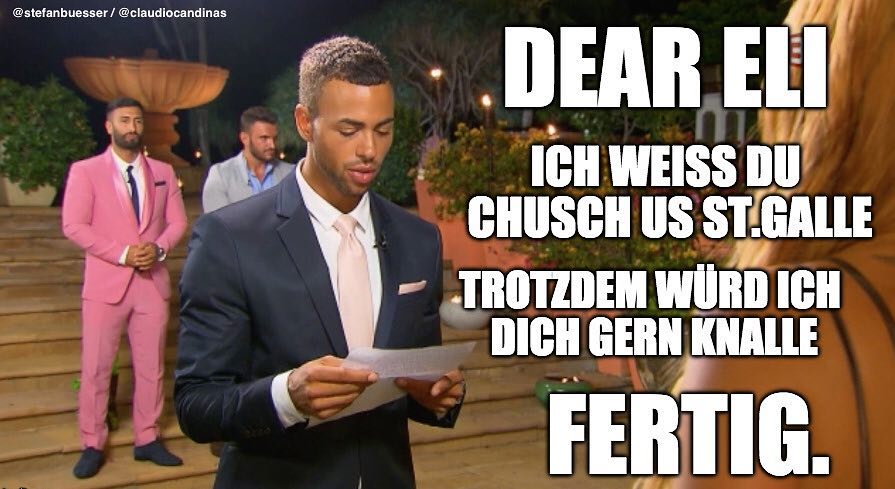 @stefanbuesser / @claudiocandinas
DEAR ELI
ICH WEISS DU
CHUSCH US ST.GALLE
TROTZDEM WÜRD ICH
DICH GERN KNALLE
FERTIG.